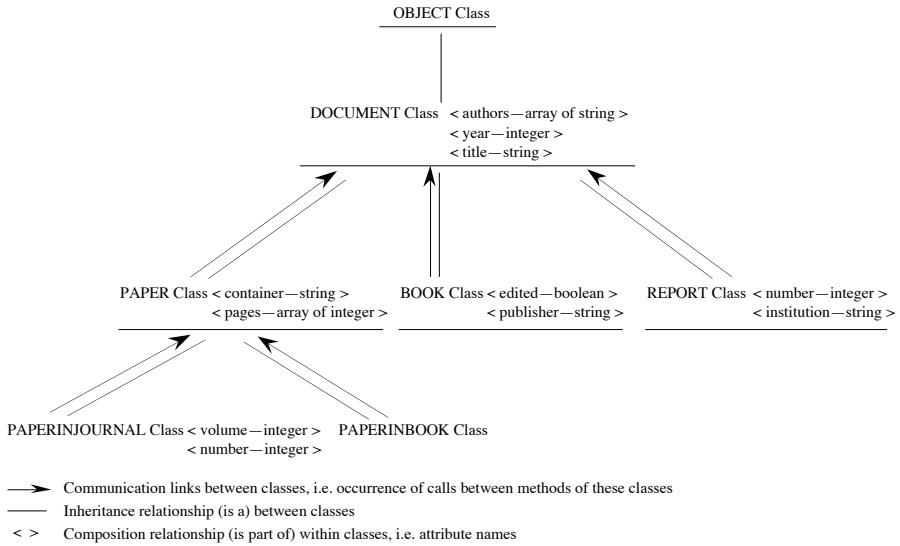 OBJECT Class
DOCUMENT Class < authors—array of string >
< year—integer >
< title—string >
PAPER Class < container—string >
< pages—array of integer >
BOOK Class < edited—boolean >
< publisher—string >
REPORT Class < number—integer >
< institution—string >
PAPERINJOURNAL Class < volume—integer >
< number—integer >
PAPERINBOOK Class
Communication links between classes, i.e. occurrence of calls between methods of these classes
Inheritance relationship (is a) between classes
< > Composition relationship (is part of) within classes, i.e. attribute names